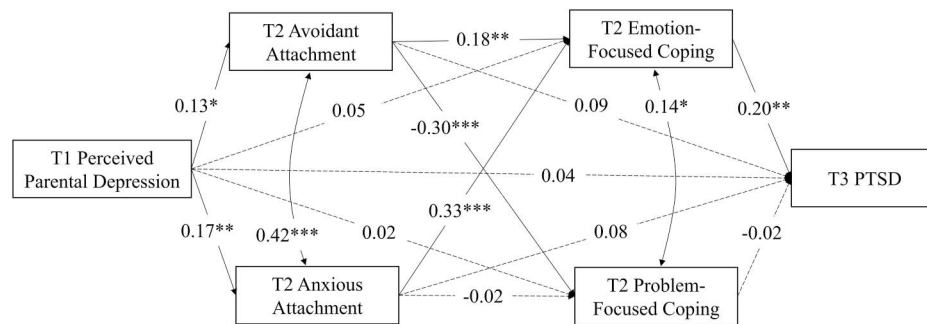 T2 Avoidant
Attachment
T2 Emotion-
Focused Coping
0.18**
0.13*
0.05
0.09
0.14*
0.20**
-0.30***
T1 Perceived
Parental Depression
0.04
T3 PTSD
0.33***
0.17**
0.42***
0.02
0.08
-0.02
T2 Anxious
Attachment
-0.02
T2 Problem-
Focused Coping